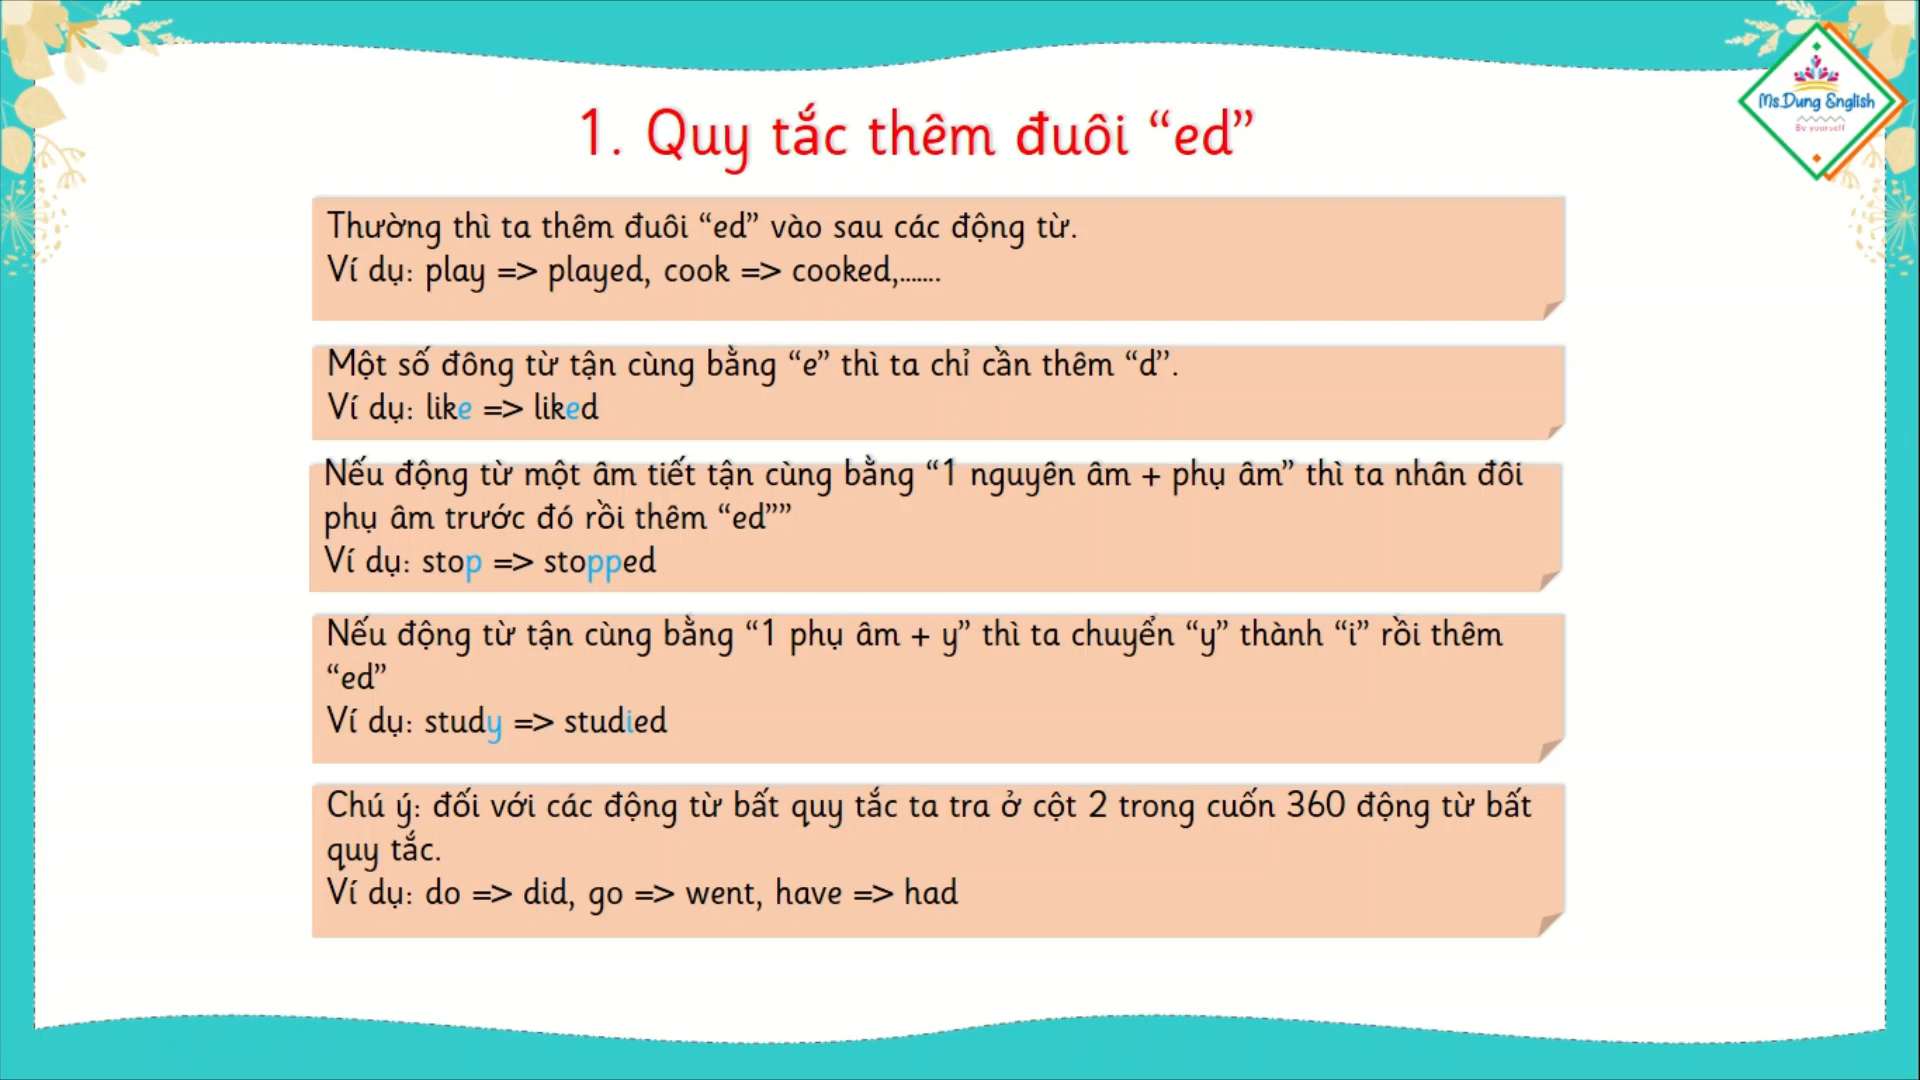 Ms.Dung English
Be yourself
1. Quy tắc thêm đuôi “ed”
Thường thì ta thêm đuôi “ed” vào sau các động từ.
Ví dụ: play => played, cook => cooked,.......
Một số đông từ tận cùng bằng “e” thì ta chỉ cần thêm “d”.
Ví dụ: like => liked
Nếu động từ một âm tiết tận cùng bằng “1 nguyên âm + phụ âm” thì ta nhân đôi
phụ âm trước đó rồi thêm “ed””
Ví dụ: stop => stopped
Nếu động từ tận cùng bằng “1 phụ âm + y” thì ta chuyển “y” thành “i” rồi thêm
“ed”
Ví dụ: study => studied
Chú ý: đối với các động từ bất quy tắc ta tra ở cột 2 trong cuốn 360 động từ bất
quy tắc.
Ví dụ: do => did, go => went, have => had